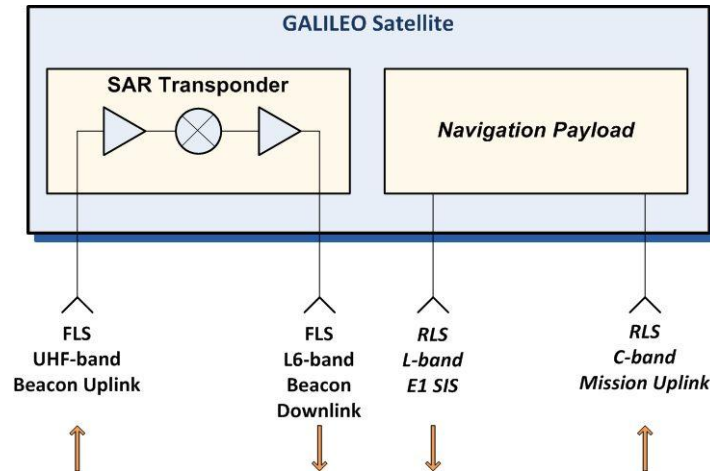 GALILEO Satellite
SAR Transponder
Navigation Payload
FLS
UHF-band
Beacon Uplink
FLS
L6-band
Beacon
Downlink
RLS
L-band
E1 SIS
RLS
C-band
Mission Uplink